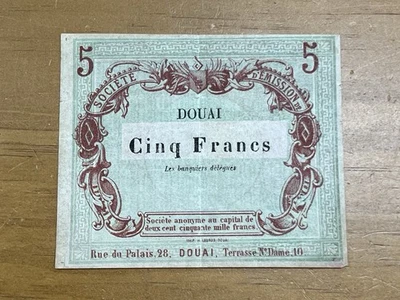 5 5
SOCIÉTÉ D'ÉMISSION
DOUAI
Cinq Francs
Les banquiers délégués
Société anonyme au capital de
deux cent cinquante mille francs.
Rue du Palais, 28, DOUAI, Terrasse Nᵗ Dame, 10